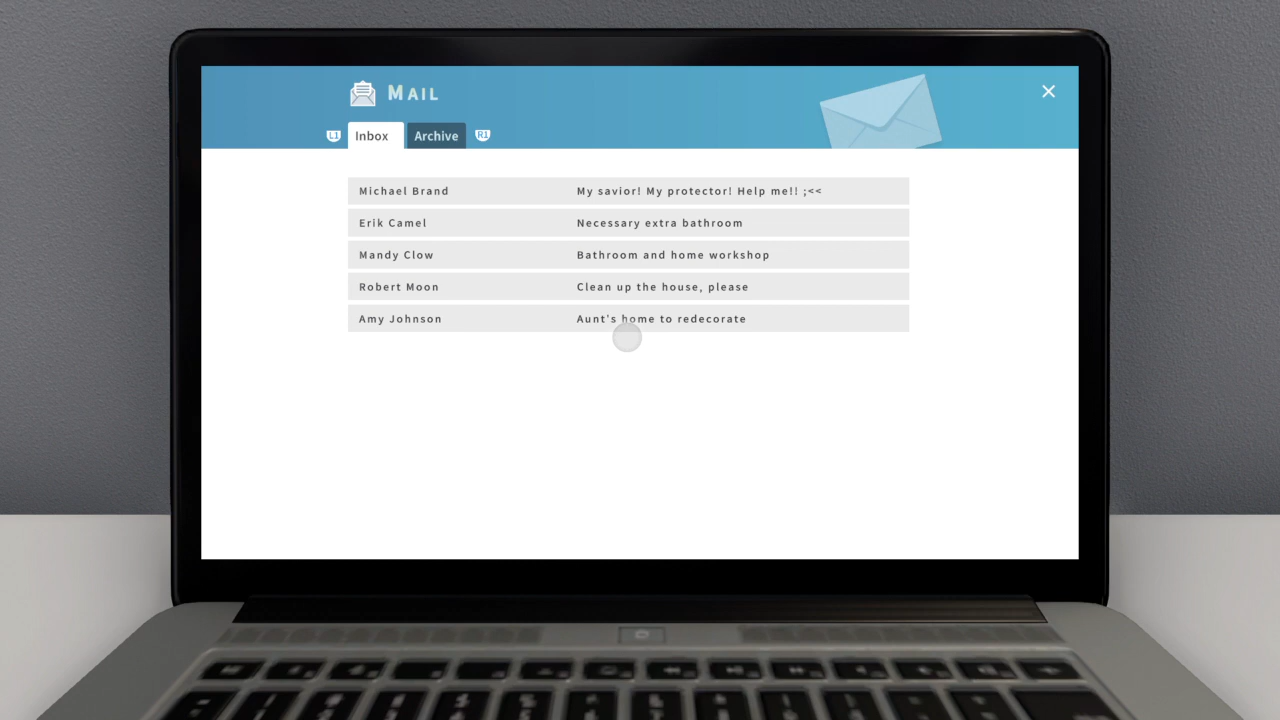 MAIL
L1 Inbox Archive R1
Michael Brand My savior! My protector! Help me!! ;<<
Erik Camel Necessary extra bathroom
Mandy Clow Bathroom and home workshop
Robert Moon Clean up the house, please
Amy Johnson Aunt's home to redecorate